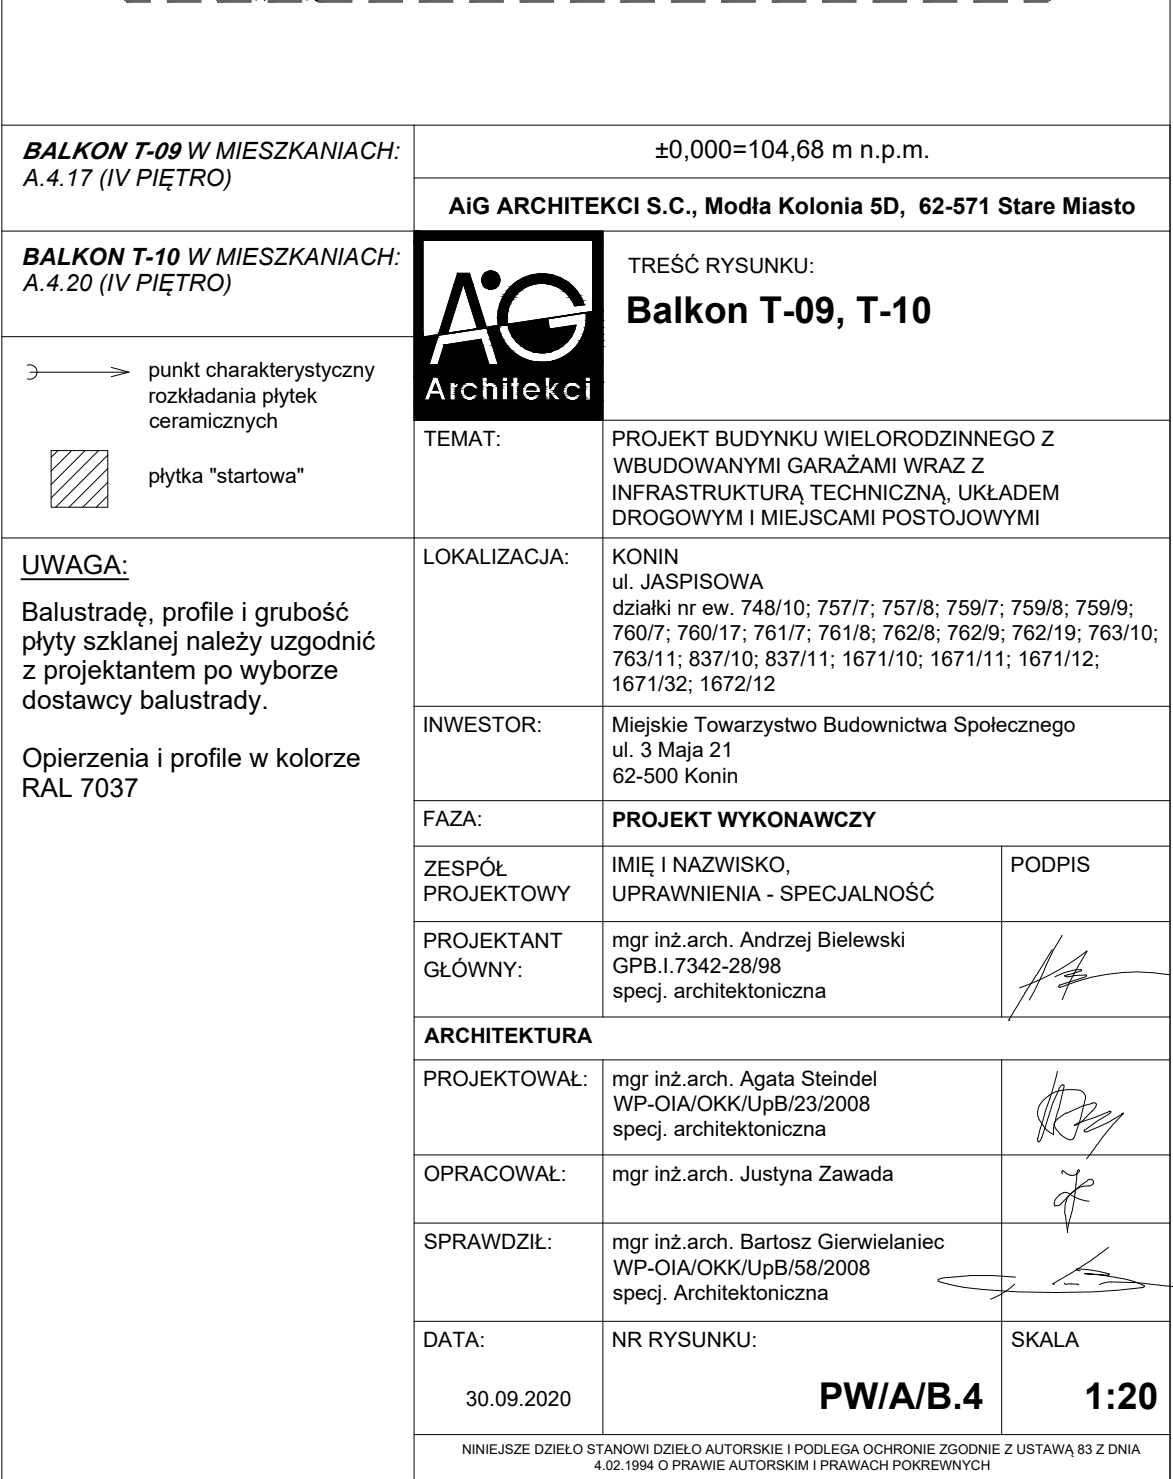 BALKON T-09 W MIESZKANIACH:
A.4.17 (IV PIĘTRO)
BALKON T-10 W MIESZKANIACH:
A.4.20 (IV PIĘTRO)
punkt charakterystyczny
rozkładania płytek
ceramicznych
płytka "startowa"
UWAGA:
Balustradę, profile i grubość
płyty szklanej należy uzgodnić
z projektantem po wyborze
dostawcy balustrady.
Opierzenia i profile w kolorze
RAL 7037
±0,000=104,68 m n.p.m.
AiG ARCHITEKCI S.C., Modła Kolonia 5D, 62-571 Stare Miasto
AiG
Architekci
TREŚĆ RYSUNKU:
Balkon T-09, T-10
TEMAT:
PROJEKT BUDYNKU WIELORODZINNEGO Z
WBUDOWANYMI GARAŻAMI WRAZ Z
INFRASTRUKTURĄ TECHNICZNĄ, UKŁADEM
DROGOWYM I MIEJSCAMI POSTOJOWYMI
LOKALIZACJA:
KONIN
ul. JASPISOWA
działki nr ew. 748/10; 757/7; 757/8; 759/7; 759/8; 759/9;
760/7; 760/17; 761/7; 761/8; 762/8; 762/9; 762/19; 763/10;
763/11; 837/10; 837/11; 1671/10; 1671/11; 1671/12;
1671/32; 1672/12
INWESTOR:
Miejskie Towarzystwo Budownictwa Społecznego
ul. 3 Maja 21
62-500 Konin
FAZA:
PROJEKT WYKONAWCZY
ZESPÓŁ
PROJEKTOWY
IMIĘ I NAZWISKO,
UPRAWNIENIA - SPECJALNOŚĆ
PODPIS
PROJEKTANT
GŁÓWNY:
mgr inż.arch. Andrzej Bielewski
GPB.I.7342-28/98
specj. architektoniczna
ARCHITEKTURA
PROJEKTOWAŁ:
mgr inż.arch. Agata Steindel
WP-OIA/OKK/UpB/23/2008
specj. architektoniczna
OPRACOWAŁ:
mgr inż.arch. Justyna Zawada
SPRAWDZIŁ:
mgr inż.arch. Bartosz Gierwielaniec
WP-OIA/OKK/UpB/58/2008
specj. Architektoniczna
DATA:
30.09.2020
NR RYSUNKU:
PW/A/B.4
SKALA
1:20
NINIEJSZE DZIEŁO STANOWI DZIEŁO AUTORSKIE I PODLEGA OCHRONIE ZGODNIE Z USTAWĄ 83 Z DNIA
4.02.1994 O PRAWIE AUTORSKIM I PRAWACH POKREWNYCH